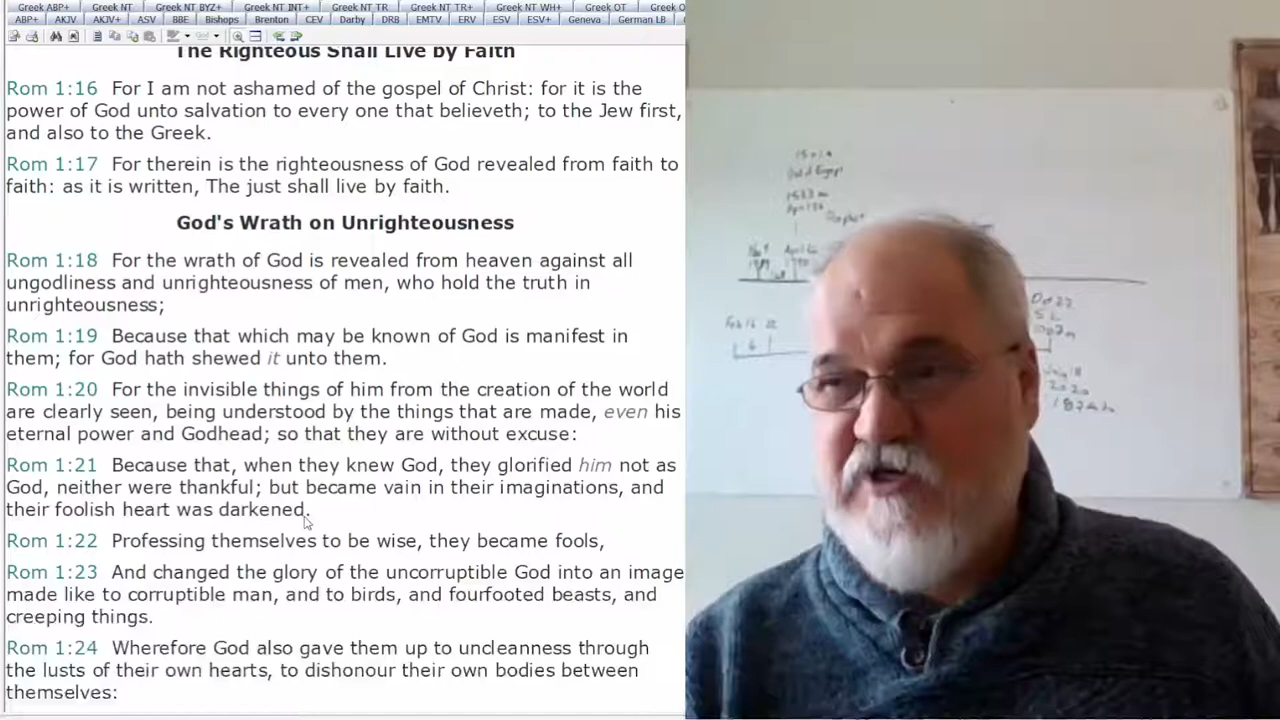 Greek ABP+ Greek NT Greek NT BYZ+ Greek NT INT+ Greek NT TR Greek NT TR+ Greek NT WH+ Greek OT
ABP+ AKJV AKJV+ ASV BBE Bishops Brenton CEV Darby DRB EMTV ERV ESV ESV+ Geneva German LB
The Righteous Shall Live by Faith
Rom 1:16 For I am not ashamed of the gospel of Christ: for it is the
power of God unto salvation to every one that believeth; to the Jew first,
and also to the Greek.
Rom 1:17 For therein is the righteousness of God revealed from faith to
faith: as it is written, The just shall live by faith.
God's Wrath on Unrighteousness
Rom 1:18 For the wrath of God is revealed from heaven against all
ungodliness and unrighteousness of men, who hold the truth in
unrighteousness;
Rom 1:19 Because that which may be known of God is manifest in
them; for God hath shewed it unto them.
Rom 1:20 For the invisible things of him from the creation of the world
are clearly seen, being understood by the things that are made, even his
eternal power and Godhead; so that they are without excuse:
Rom 1:21 Because that, when they knew God, they glorified him not as
God, neither were thankful; but became vain in their imaginations, and
their foolish heart was darkened.
Rom 1:22 Professing themselves to be wise, they became fools,
Rom 1:23 And changed the glory of the uncorruptible God into an image
made like to corruptible man, and to birds, and fourfooted beasts, and
creeping things.
Rom 1:24 Wherefore God also gave them up to uncleanness through
the lusts of their own hearts, to dishonour their own bodies between
themselves: